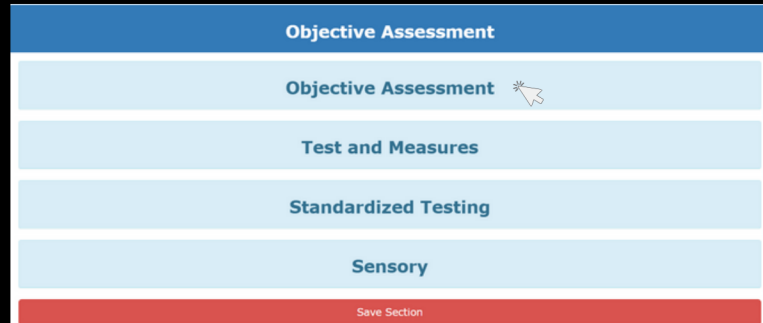 Objective Assessment
Objective Assessment
Test and Measures
Standardized Testing
Sensory
Save Section